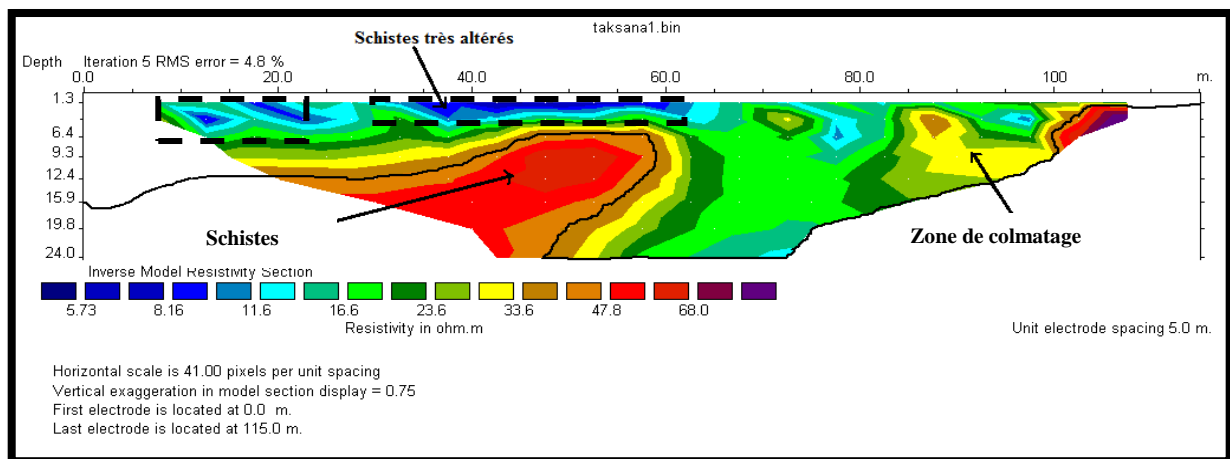 taksana1.bin
Schistes très altérés
Depth Iteration 5 RMS error = 4.8 %
0.0 20.0 40.0 60.0 80.0 100 m.
1.3
6.4
9.3
12.4
15.9
19.8
24.0
Schistes
Zone de colmatage
Inverse Model Resistivity Section
5.73 8.16 11.6 16.6 23.6 33.6 47.8 68.0
Resistivity in ohm.m
Unit electrode spacing 5.0 m.
Horizontal scale is 41.00 pixels per unit spacing
Vertical exaggeration in model section display = 0.75
First electrode is located at 0.0 m.
Last electrode is located at 115.0 m.